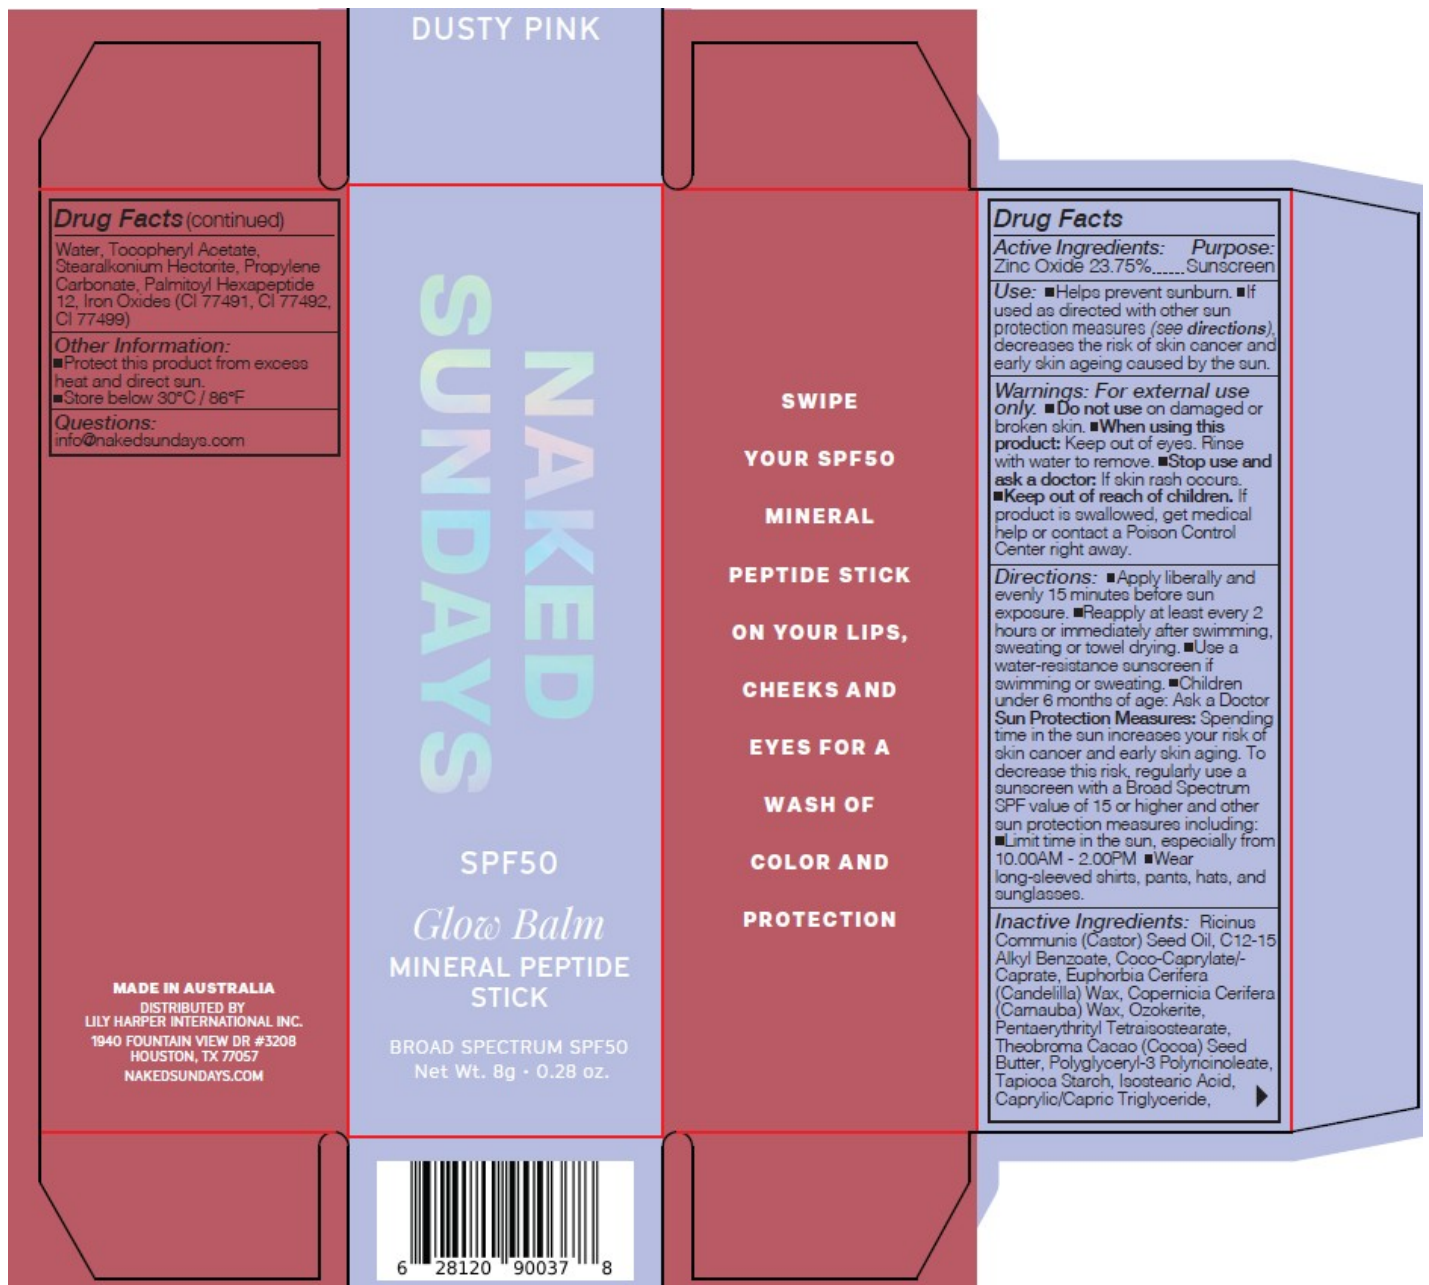 DUSTY PINK
Drug Facts (continued)
Water, Tocopheryl Acetate,
Stearalkonium Hectorite, Propylene
Carbonate, Palmitoyl Hexapeptide
12, Iron Oxides (CI 77491, CI 77492,
CI 77499)
Other Information:
■Protect this product from excess
heat and direct sun.
■Store below 30°C / 86°F
Questions:
info@nakedsundays.com
MADE IN AUSTRALIA
DISTRIBUTED BY
LILY HARPER INTERNATIONAL INC.
1940 FOUNTAIN VIEW DR #3208
HOUSTON, TX 77057
NAKEDSUNDAYS.COM
NAKED
SUNDAYS
SPF50
Glow Balm
MINERAL PEPTIDE
STICK
BROAD SPECTRUM SPF50
Net Wt. 8g • 0.28 oz.
6 28120 90037 8
SWIPE
YOUR SPF50
MINERAL
PEPTIDE STICK
ON YOUR LIPS,
CHEEKS AND
EYES FOR A
WASH OF
COLOR AND
PROTECTION
Drug Facts
Active Ingredients: Purpose:
Zinc Oxide 23.75%......Sunscreen
Use: ■Helps prevent sunburn. ■If
used as directed with other sun
protection measures (see directions),
decreases the risk of skin cancer and
early skin ageing caused by the sun.
Warnings: For external use
only. ■Do not use on damaged or
broken skin. ■When using this
product: Keep out of eyes. Rinse
with water to remove. ■Stop use and
ask a doctor: If skin rash occurs.
■Keep out of reach of children. If
product is swallowed, get medical
help or contact a Poison Control
Center right away.
Directions: ■Apply liberally and
evenly 15 minutes before sun
exposure. ■Reapply at least every 2
hours or immediately after swimming,
sweating or towel drying. ■Use a
water-resistance sunscreen if
swimming or sweating. ■Children
under 6 months of age: Ask a Doctor
Sun Protection Measures: Spending
time in the sun increases your risk of
skin cancer and early skin aging. To
decrease this risk, regularly use a
sunscreen with a Broad Spectrum
SPF value of 15 or higher and other
sun protection measures including:
■Limit time in the sun, especially from
10.00AM - 2.00PM ■Wear
long-sleeved shirts, pants, hats, and
sunglasses.
Inactive Ingredients: Ricinus
Communis (Castor) Seed Oil, C12-15
Alkyl Benzoate, Coco-Caprylate/-
Caprate, Euphorbia Cerifera
(Candelilla) Wax, Copernicia Cerifera
(Carnauba) Wax, Ozokerite,
Pentaerythrityl Tetraisostearate,
Theobroma Cacao (Cocoa) Seed
Butter, Polyglyceryl-3 Polyricinoleate,
Tapioca Starch, Isostearic Acid,
Caprylic/Capric Triglyceride,